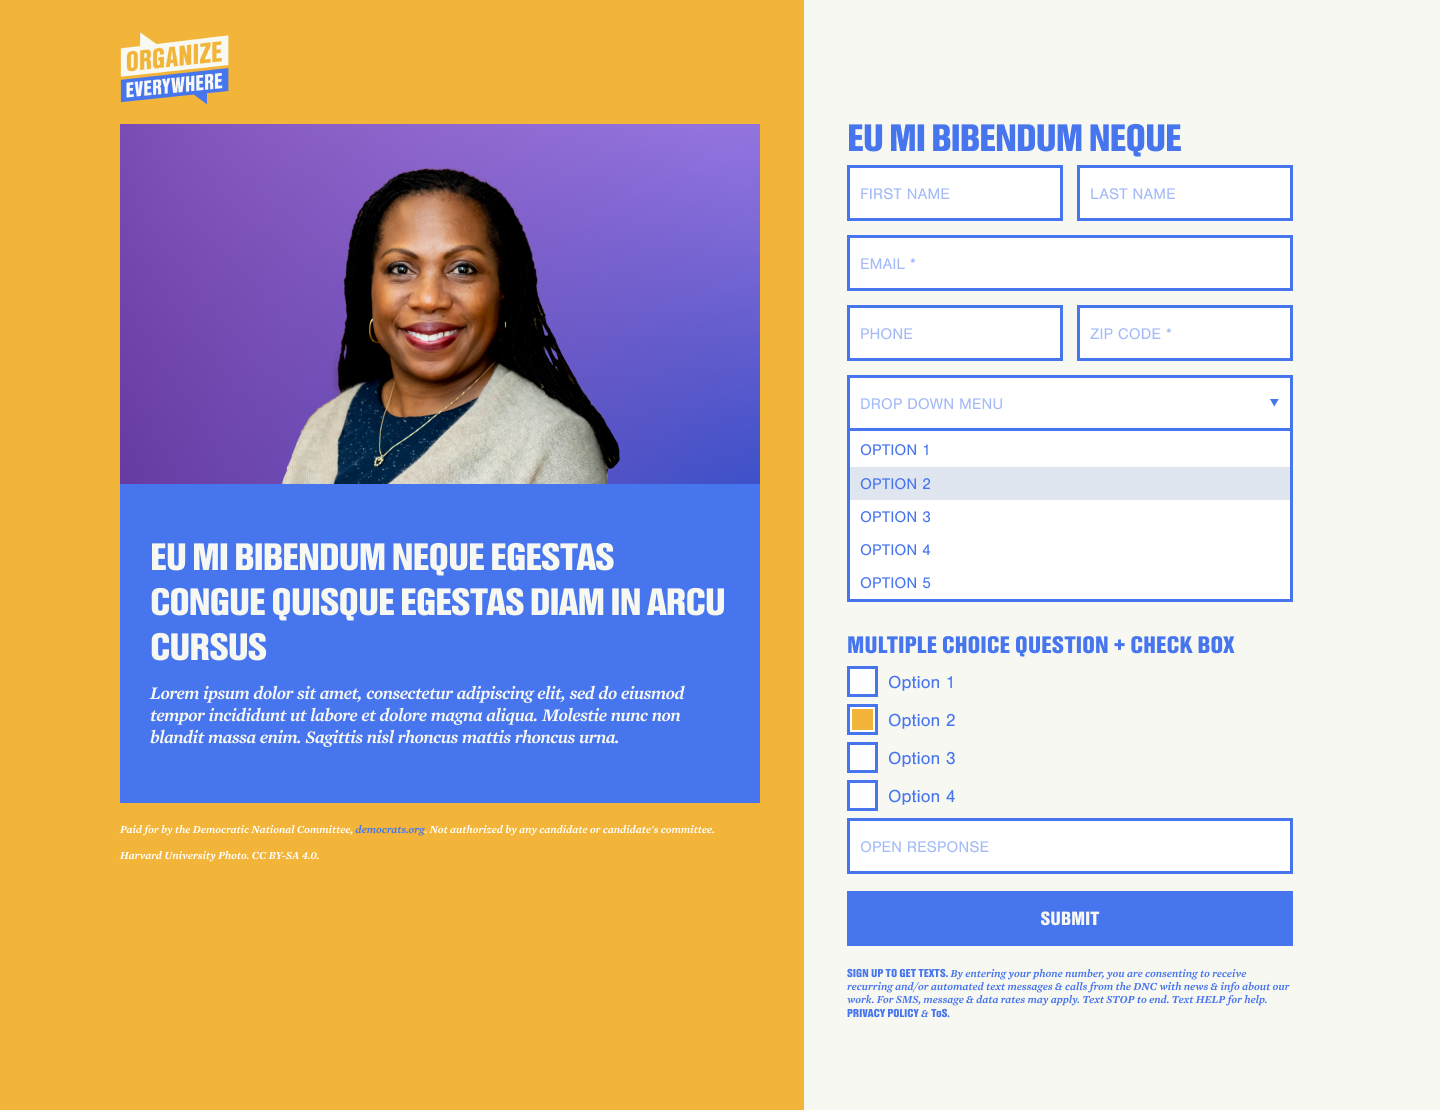 ORGANIZE
EVERYWHERE
EU MI BIBENDUM NEQUE EGESTAS
CONGUE QUISQUE EGESTAS DIAM IN ARCU
CURSUS
Lorem ipsum dolor sit amet, consectetur adipiscing elit, sed do eiusmod
tempor incididunt ut labore et dolore magna aliqua. Molestie nunc non
blandit massa enim. Sagittis nisl rhoncus mattis rhoncus urna.
Paid for by the Democratic National Committee, democrats.org. Not authorized by any candidate or candidate's committee.
Harvard University Photo. CC BY-SA 4.0.
EU MI BIBENDUM NEQUE
FIRST NAME
LAST NAME
EMAIL *
PHONE
ZIP CODE *
DROP DOWN MENU
OPTION 1
OPTION 2
OPTION 3
OPTION 4
OPTION 5
MULTIPLE CHOICE QUESTION + CHECK BOX
Option 1
Option 2
Option 3
Option 4
OPEN RESPONSE
SUBMIT
SIGN UP TO GET TEXTS. By entering your phone number, you are consenting to receive
recurring and/or automated text messages & calls from the DNC with news & info about our
work. For SMS, message & data rates may apply. Text STOP to end. Text HELP for help.
PRIVACY POLICY & ToS.